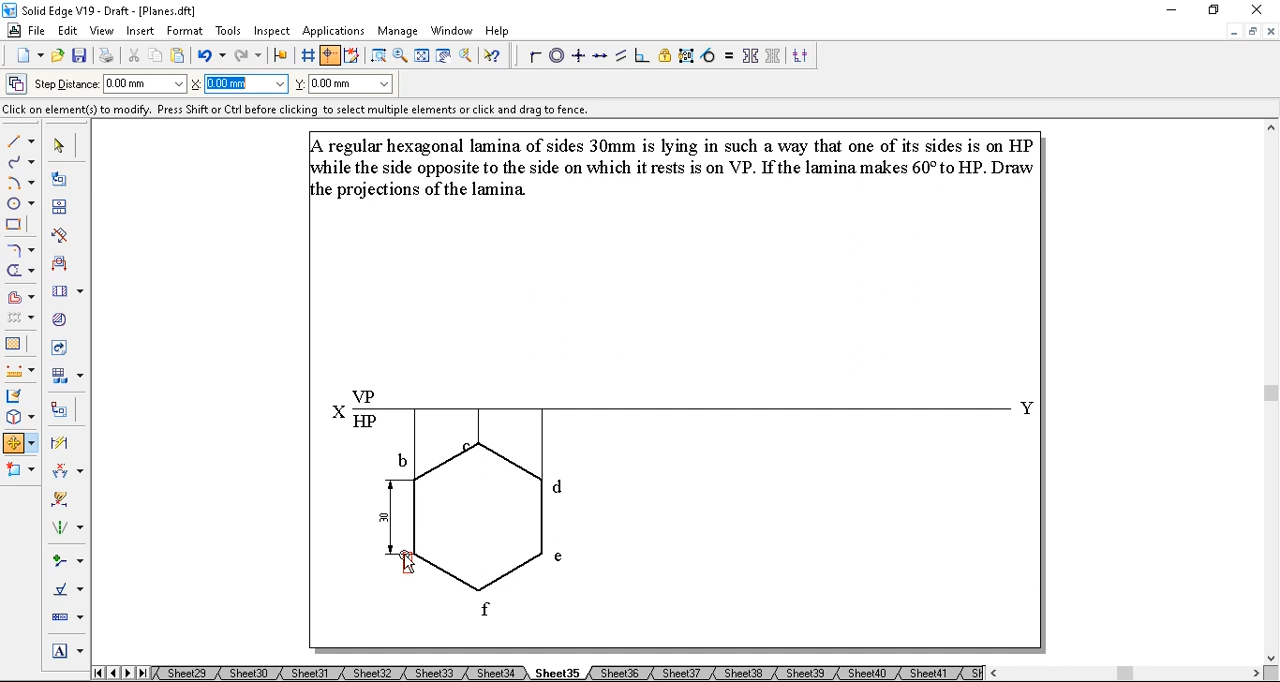 Solid Edge V19 - Draft - [Planes.dft]
File Edit View Insert Format Tools Inspect Applications Manage Window Help
Step Distance: 0.00 mm X: 0.00 mm Y: 0.00 mm
Click on element(s) to modify. Press Shift or Ctrl before clicking to select multiple elements or click and drag to fence.
A regular hexagonal lamina of sides 30mm is lying in such a way that one of its sides is on HP
while the side opposite to the side on which it rests is on VP. If the lamina makes 60° to HP. Draw
the projections of the lamina.
VP
X Y
HP
c
b
d
30
e
f
A
Sheet29 Sheet30 Sheet31 Sheet32 Sheet33 Sheet34 Sheet35 Sheet36 Sheet37 Sheet38 Sheet39 Sheet40 Sheet41